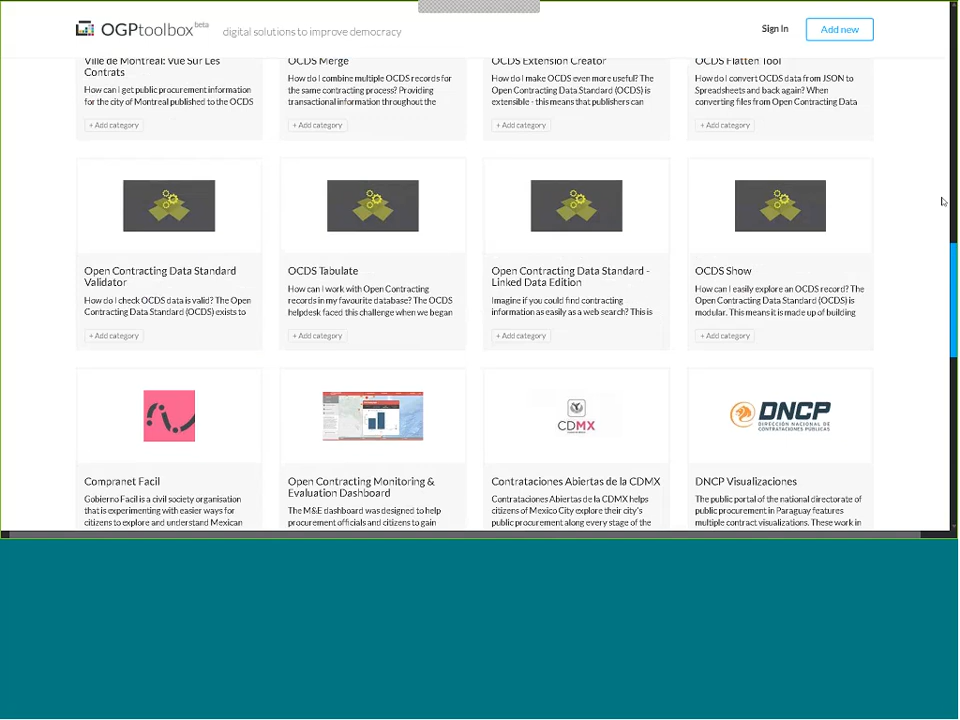 OGPtoolbox beta digital solutions to improve democracy
Sign In
Add new
Ville de Montréal: Vue Sur Les
Contrats
How can I get public procurement information
for the city of Montreal published to the OCDS
+ Add category
OCDS Merge
How do I combine multiple OCDS records for
the same contracting process? Providing
transactional information throughout the
+ Add category
OCDS Extension Creator
How do I make OCDS even more useful? The
Open Contracting Data Standard (OCDS) is
extensible - this means that publishers can
+ Add category
OCDS Flatten Tool
How do I convert OCDS data from JSON to
Spreadsheets and back again? When
converting files from Open Contracting Data
+ Add category
Open Contracting Data Standard
Validator
How do I check OCDS data is valid? The Open
Contracting Data Standard (OCDS) exists to
+ Add category
OCDS Tabulate
How can I work with Open Contracting
records in my favourite database? The OCDS
helpdesk faced this challenge when we began
+ Add category
Open Contracting Data Standard -
Linked Data Edition
Imagine if you could find contracting
information as easily as a web search? This is
+ Add category
OCDS Show
How can I easily explore an OCDS record? The
Open Contracting Data Standard (OCDS) is
modular. This means it is made up of building
+ Add category
Compranet Facil
Gobierno Facil is a civil society organisation
that is experimenting with easier ways for
citizens to explore and understand Mexican
Open Contracting Monitoring &
Evaluation Dashboard
The M&E dashboard was designed to help
procurement officials and citizens to gain
CDMX
Contrataciones Abiertas de la CDMX
Contrataciones Abiertas de la CDMX helps
citizens of Mexico City explore their city's
public procurement along every stage of the
DNCP
DIRECCIÓN NACIONAL DE
CONTRATACIONES PÚBLICAS
DNCP Visualizaciones
The public portal of the national directorate of
public procurement in Paraguay features
multiple contract visualizations. These work in